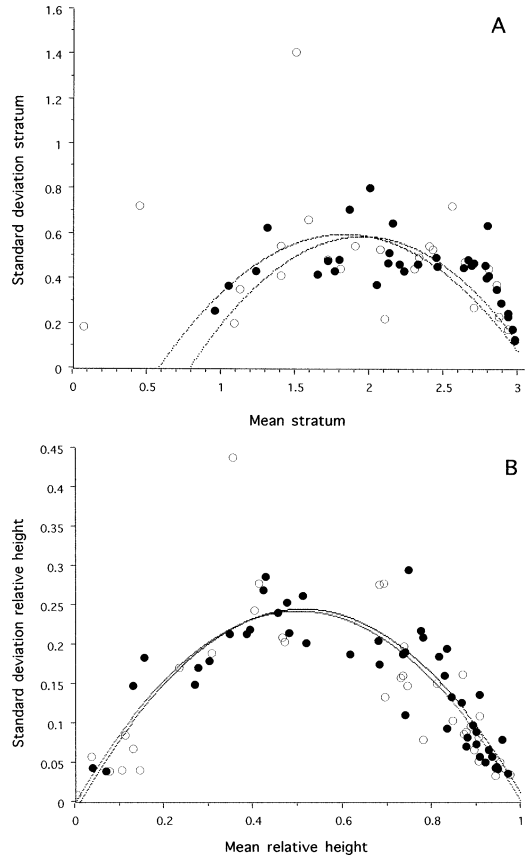 A
1.6
1.4
1.2
1
0.8
0.6
0.4
0.2
0
0 0.5 1 1.5 2 2.5 3
Standard deviation stratum
Mean stratum
B
0.45
0.4
0.35
0.3
0.25
0.2
0.15
0.1
0.05
0
0 0.2 0.4 0.6 0.8 1
Standard deviation relative height
Mean relative height